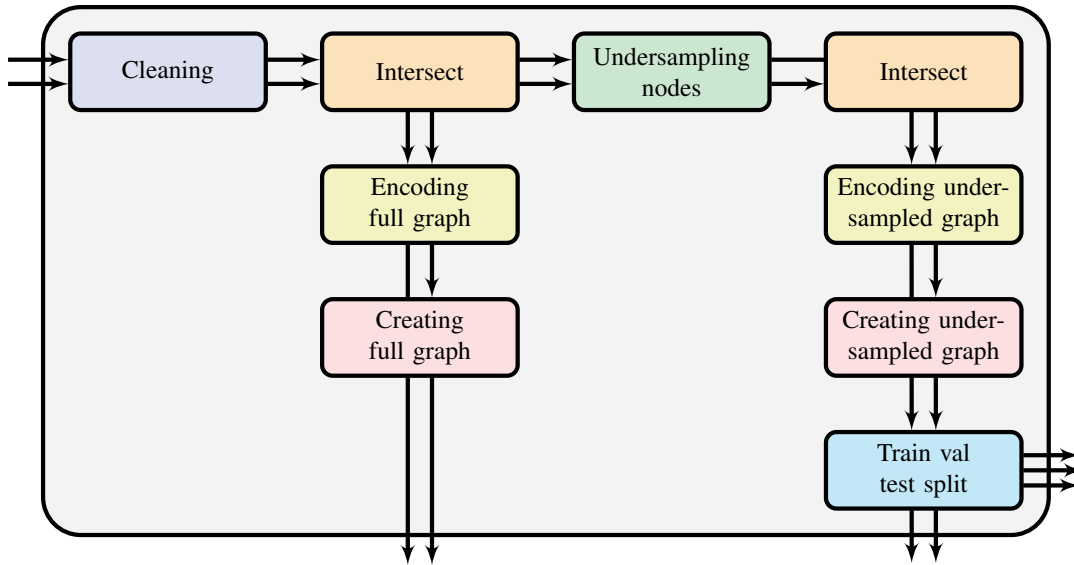 Cleaning
Intersect
Undersampling
nodes
Intersect
Encoding
full graph
Encoding under-
sampled graph
Creating
full graph
Creating under-
sampled graph
Train val
test split